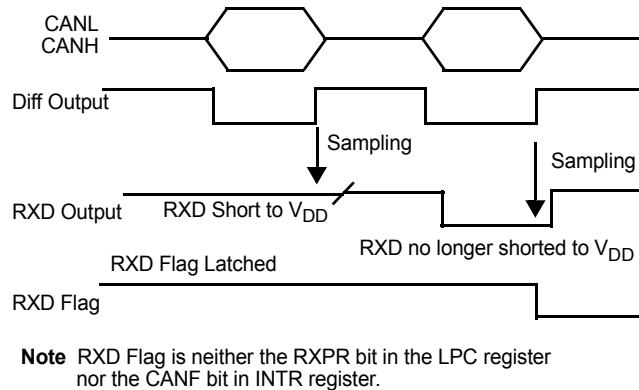 CANL
CANH
Diff Output
Sampling
Sampling
RXD Output
RXD Short to VDD
RXD no longer shorted to VDD
RXD Flag Latched
RXD Flag
Note RXD Flag is neither the RXPR bit in the LPC register
nor the CANF bit in INTR register.